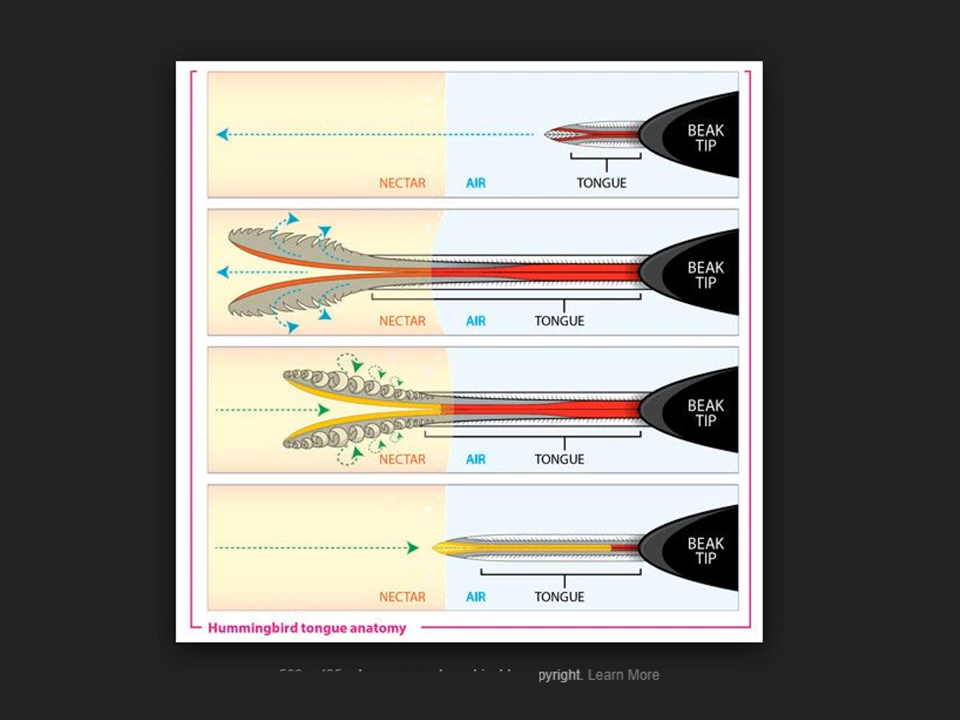 BEAK
TIP
NECTAR AIR TONGUE
BEAK
TIP
NECTAR AIR TONGUE
BEAK
TIP
NECTAR AIR TONGUE
BEAK
TIP
NECTAR AIR TONGUE
Hummingbird tongue anatomy
pyright. Learn More